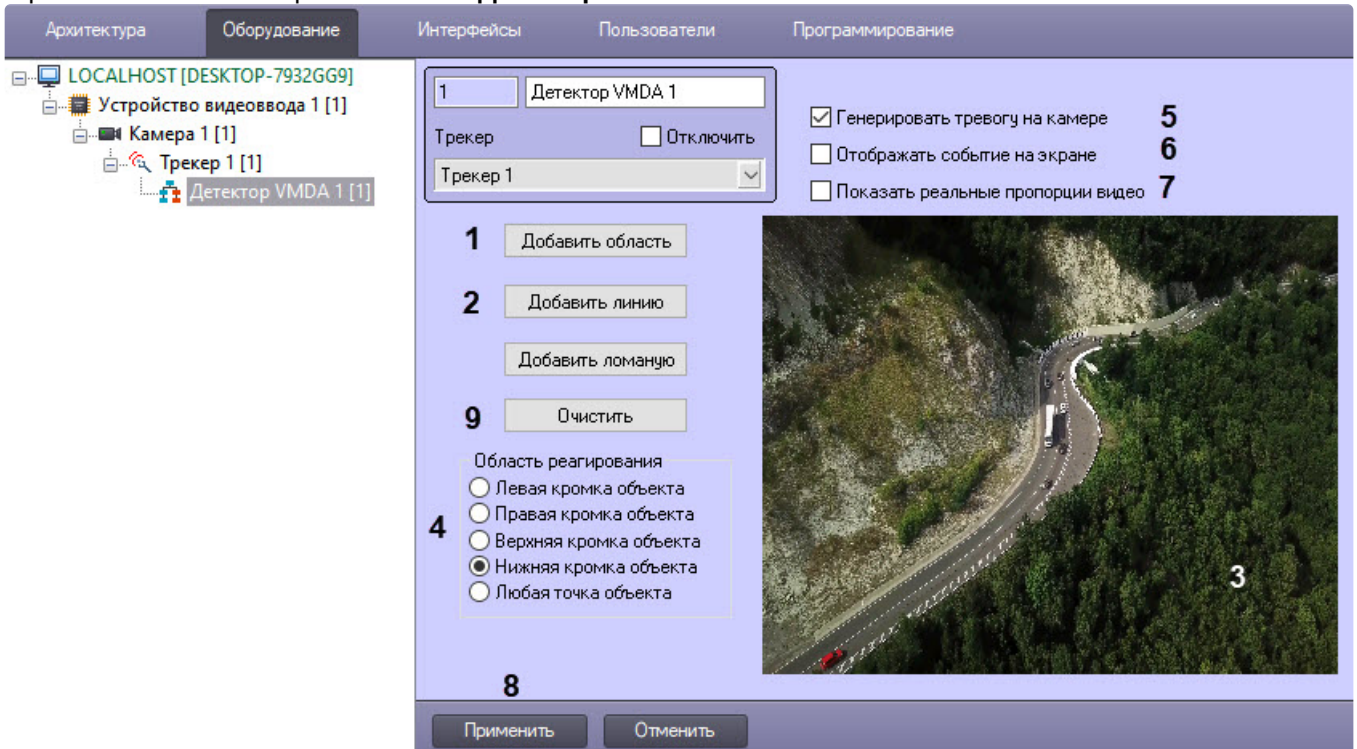 Архитектура Оборудование Интерфейсы Пользователи Программирование
LOCALHOST [DESKTOP-7932GG9]
Устройство видеоввода 1 [1]
Камера 1 [1]
Трекер 1 [1]
Детектор VMDA 1 [1]
1 Детектор VMDA 1
Трекер Отключить
Трекер 1
Генерировать тревогу на камере 5
Отображать событие на экране 6
Показать реальные пропорции видео 7
1 Добавить область
2 Добавить линию
Добавить ломаную
9 Очистить
Область реагирования
Левая кромка объекта
Правая кромка объекта
4 Верхняя кромка объекта
Нижняя кромка объекта
Любая точка объекта
3
8
Применить Отменить